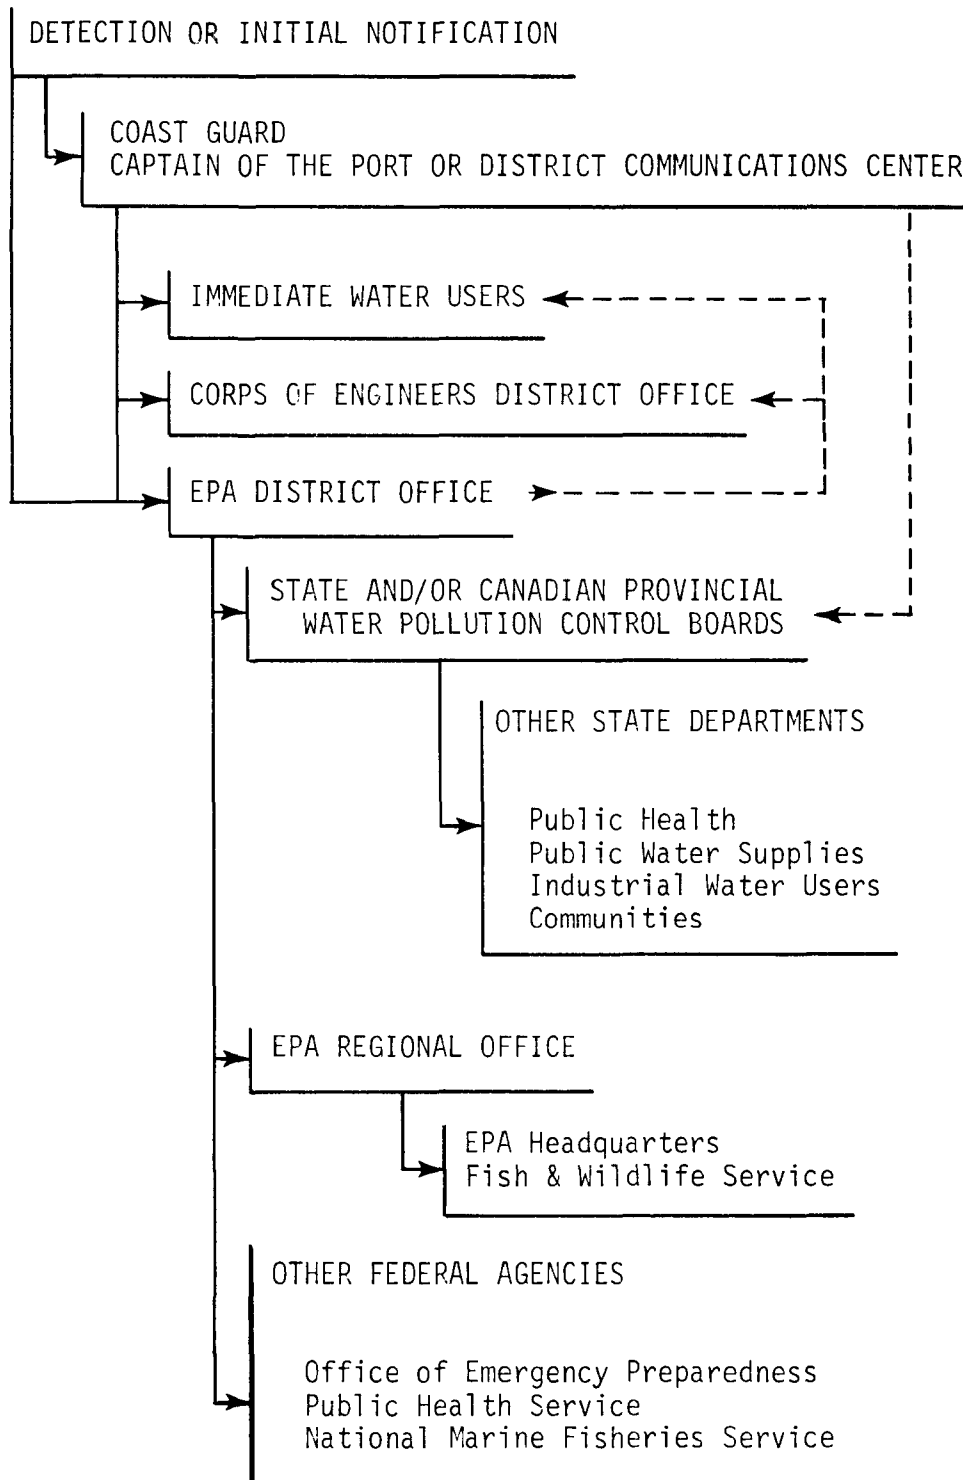 DETECTION OR INITIAL NOTIFICATION
COAST GUARD
CAPTAIN OF THE PORT OR DISTRICT COMMUNICATIONS CENTER
IMMEDIATE WATER USERS
CORPS OF ENGINEERS DISTRICT OFFICE
EPA DISTRICT OFFICE
STATE AND/OR CANADIAN PROVINCIAL
WATER POLLUTION CONTROL BOARDS
OTHER STATE DEPARTMENTS
Public Health
Public Water Supplies
Industrial Water Users
Communities
EPA REGIONAL OFFICE
EPA Headquarters
Fish & Wildlife Service
OTHER FEDERAL AGENCIES
Office of Emergency Preparedness
Public Health Service
National Marine Fisheries Service